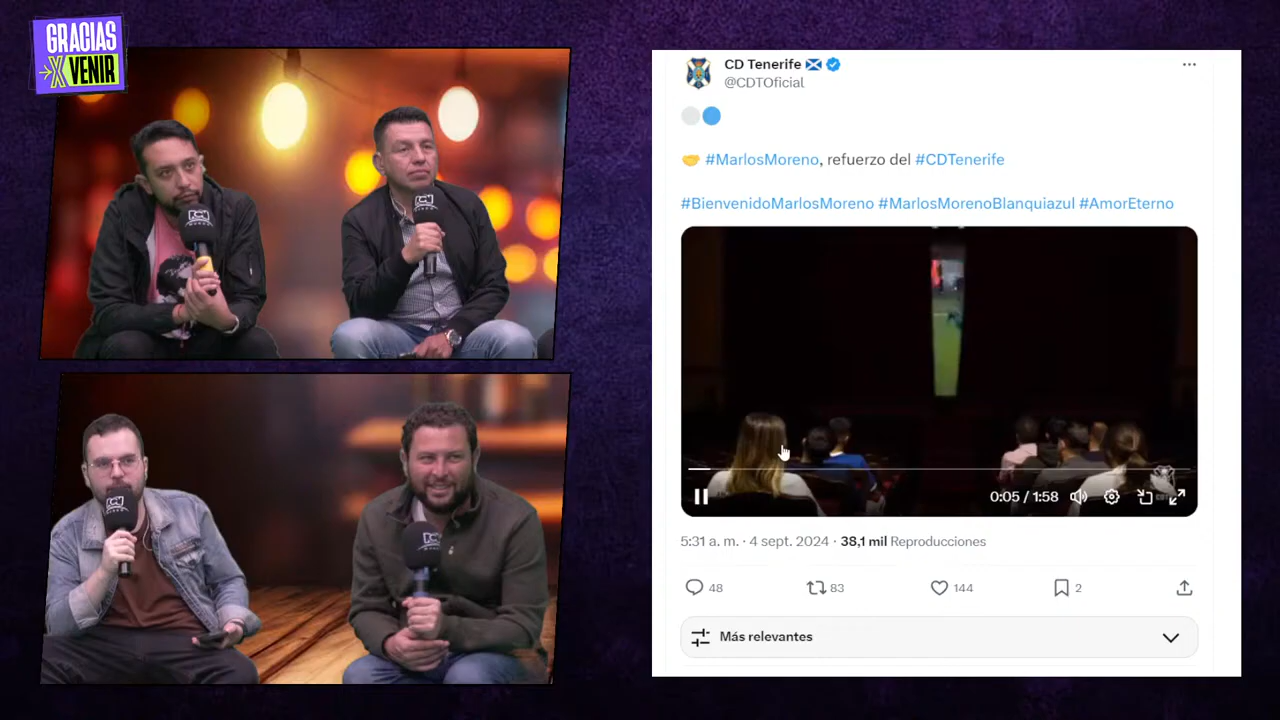 GRACIAS
X VENIR
CD Tenerife
@CDTOficial
#MarlosMoreno, refuerzo del #CDTenerife
#BienvenidoMarlosMoreno #MarlosMorenoBlanquiazul #AmorEterno
0:05 / 1:58
5:31 a. m. · 4 sept. 2024 · 38,1 mil Reproducciones
48
83
144
2
Más relevantes